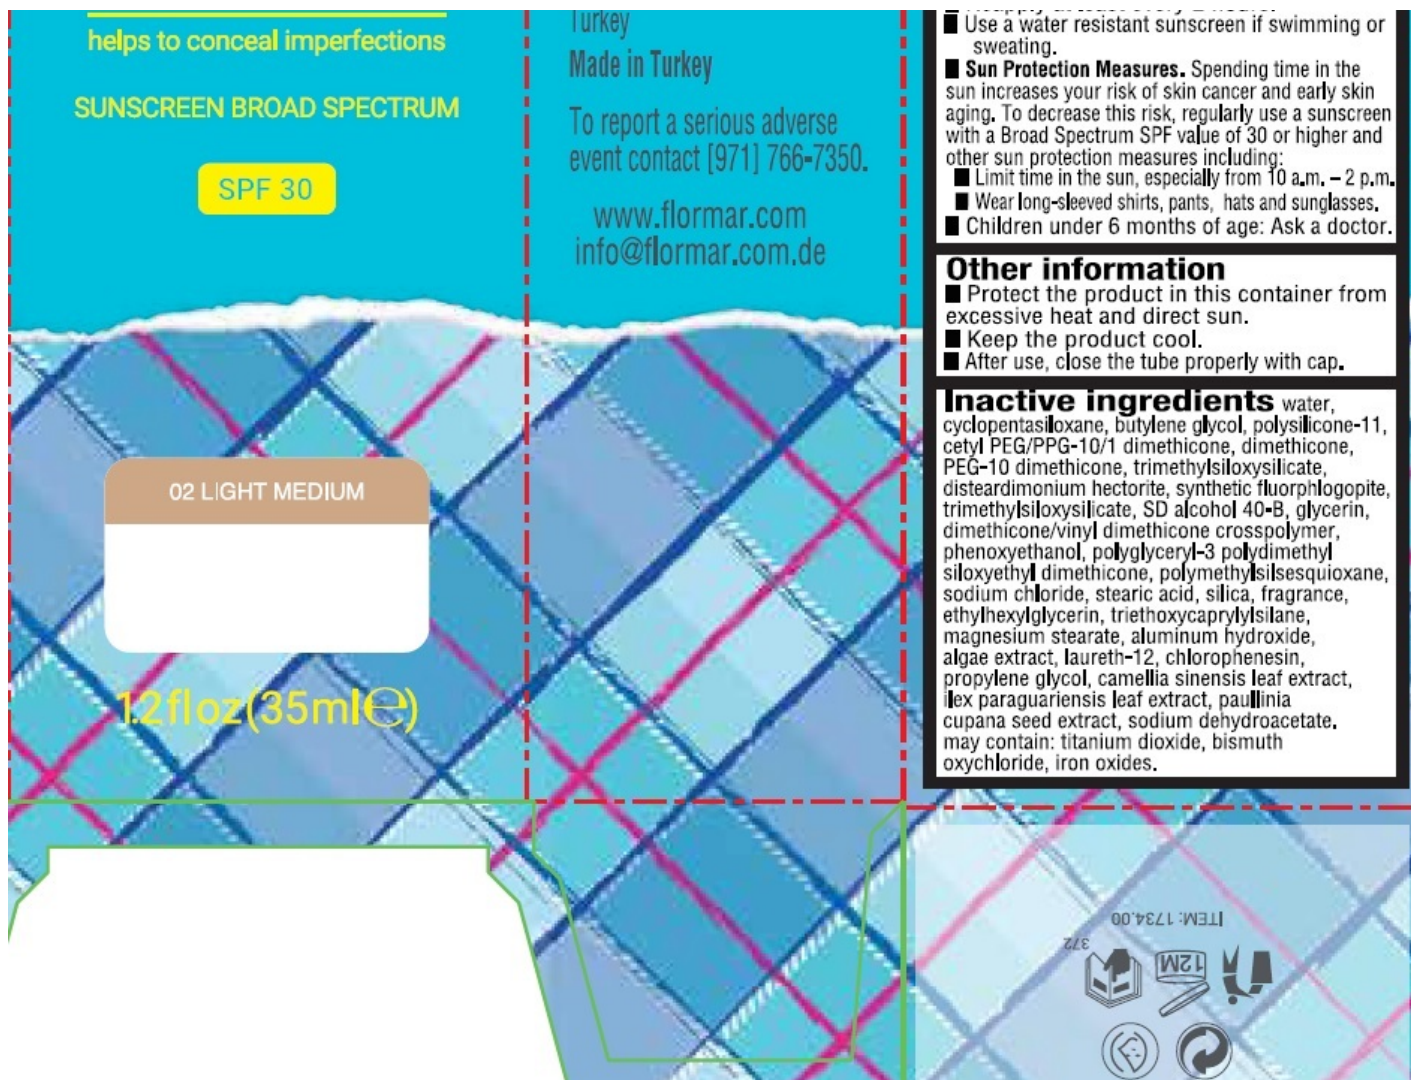 helps to conceal imperfections
SUNSCREEN BROAD SPECTRUM
SPF 30
02 LIGHT MEDIUM
1.2fl oz(35ml℮)
Turkey
Made in Turkey
To report a serious adverse
event contact [971] 766-7350.
www.flormar.com
info@flormar.com.de
■ Reapply at least every 2 hours.
■ Use a water resistant sunscreen if swimming or
sweating.
■ Sun Protection Measures. Spending time in the
sun increases your risk of skin cancer and early skin
aging. To decrease this risk, regularly use a sunscreen
with a Broad Spectrum SPF value of 30 or higher and
other sun protection measures including:
■ Limit time in the sun, especially from 10 a.m. – 2 p.m.
■ Wear long-sleeved shirts, pants, hats and sunglasses.
■ Children under 6 months of age: Ask a doctor.
Other information
■ Protect the product in this container from
excessive heat and direct sun.
■ Keep the product cool.
■ After use, close the tube properly with cap.
Inactive ingredients water,
cyclopentasiloxane, butylene glycol, polysilicone-11,
cetyl PEG/PPG-10/1 dimethicone, dimethicone,
PEG-10 dimethicone, trimethylsiloxysilicate,
disteardimonium hectorite, synthetic fluorphlogopite,
trimethylsiloxysilicate, SD alcohol 40-B, glycerin,
dimethicone/vinyl dimethicone crosspolymer,
phenoxyethanol, polyglyceryl-3 polydimethyl
siloxyethyl dimethicone, polymethylsilsesquioxane,
sodium chloride, stearic acid, silica, fragrance,
ethylhexylglycerin, triethoxycaprylylsilane,
magnesium stearate, aluminum hydroxide,
algae extract, laureth-12, chlorophenesin,
propylene glycol, camellia sinensis leaf extract,
ilex paraguariensis leaf extract, paullinia
cupana seed extract, sodium dehydroacetate.
may contain: titanium dioxide, bismuth
oxychloride, iron oxides.
ITEM: 1734.00
372
12M